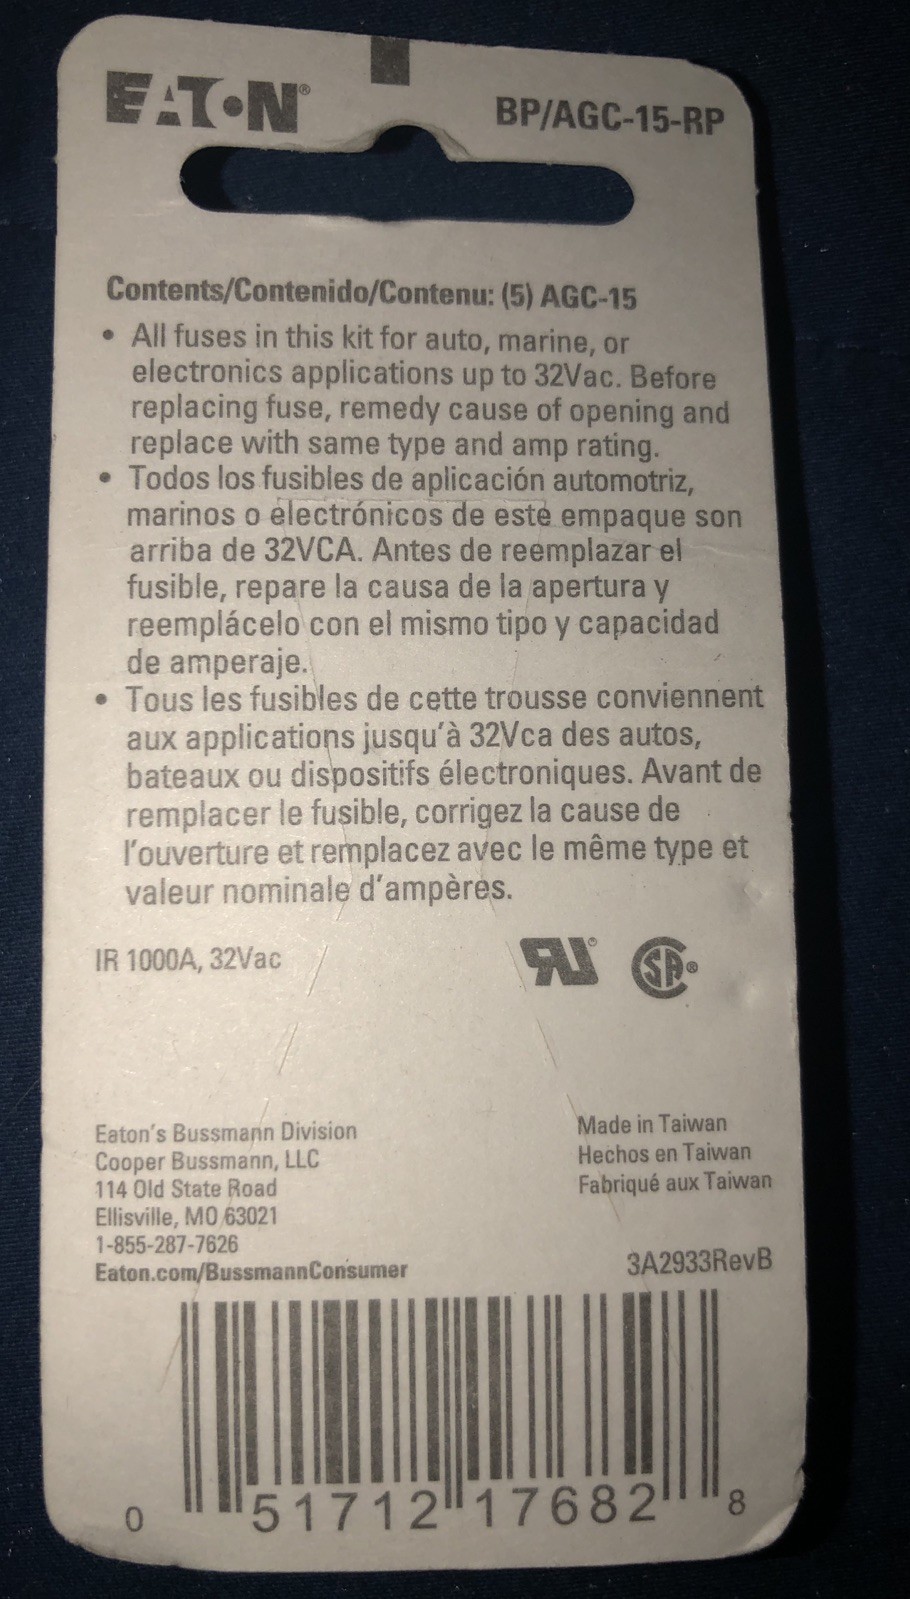 EATON®
BP/AGC-15-RP
Contents/Contenido/Contenu: (5) AGC-15
• All fuses in this kit for auto, marine, or
electronics applications up to 32Vac. Before
replacing fuse, remedy cause of opening and
replace with same type and amp rating.
• Todos los fusibles de aplicación automotriz,
marinos o electrónicos de este empaque son
arriba de 32VCA. Antes de reemplazar el
fusible, repare la causa de la apertura y
reemplácelo con el mismo tipo y capacidad
de amperaje.
• Tous les fusibles de cette trousse conviennent
aux applications jusqu'à 32Vca des autos,
bateaux ou dispositifs électroniques. Avant de
remplacer le fusible, corrigez la cause de
l'ouverture et remplacez avec le même type et
valeur nominale d'ampères.
IR 1000A, 32Vac
RU® SA®
Eaton's Bussmann Division
Cooper Bussmann, LLC
114 Old State Road
Ellisville, MO 63021
1-855-287-7626
Eaton.com/BussmannConsumer
Made in Taiwan
Hechos en Taiwan
Fabriqué aux Taiwan
3A2933RevB
0 51712 17682 8